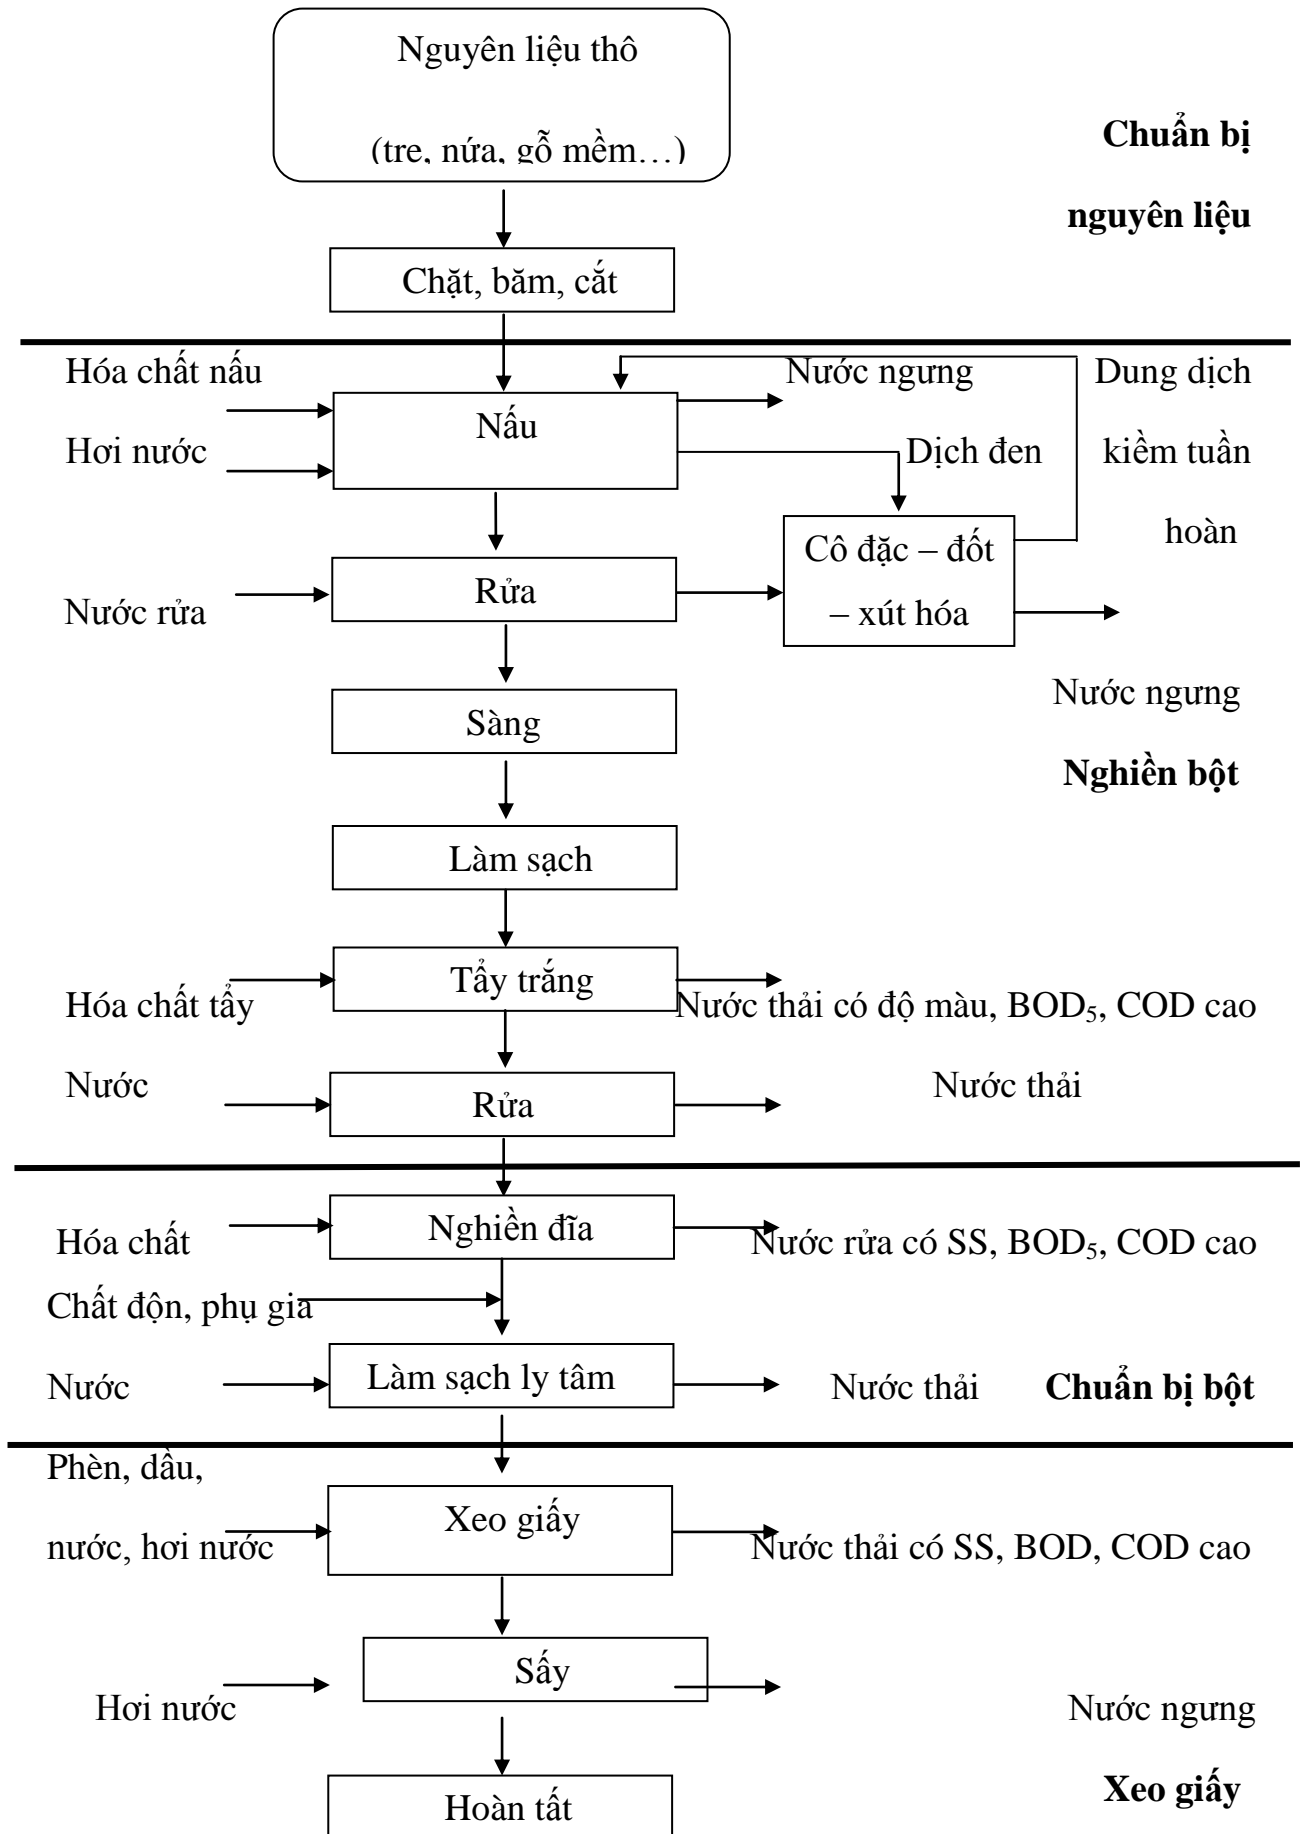 Nguyên liệu thô
(tre, nứa, gỗ mềm…)
Chuẩn bị
nguyên liệu
Chặt, băm, cắt
Hóa chất nấu
Nước ngưng
Dung dịch
Nấu
Hơi nước
Dịch đen
kiềm tuần
hoàn
Cô đặc – đốt
– xút hóa
Rửa
Nước rửa
Nước ngưng
Sàng
Nghiền bột
Làm sạch
Tẩy trắng
Hóa chất tẩy
Nước thải có độ màu, BOD₅, COD cao
Nước
Rửa
Nước thải
Nghiền đĩa
Hóa chất
Nước rửa có SS, BOD₅, COD cao
Chất độn, phụ gia
Nước
Làm sạch ly tâm
Nước thải
Chuẩn bị bột
Phèn, dầu,
nước, hơi nước
Xeo giấy
Nước thải có SS, BOD, COD cao
Sấy
Hơi nước
Nước ngưng
Xeo giấy
Hoàn tất